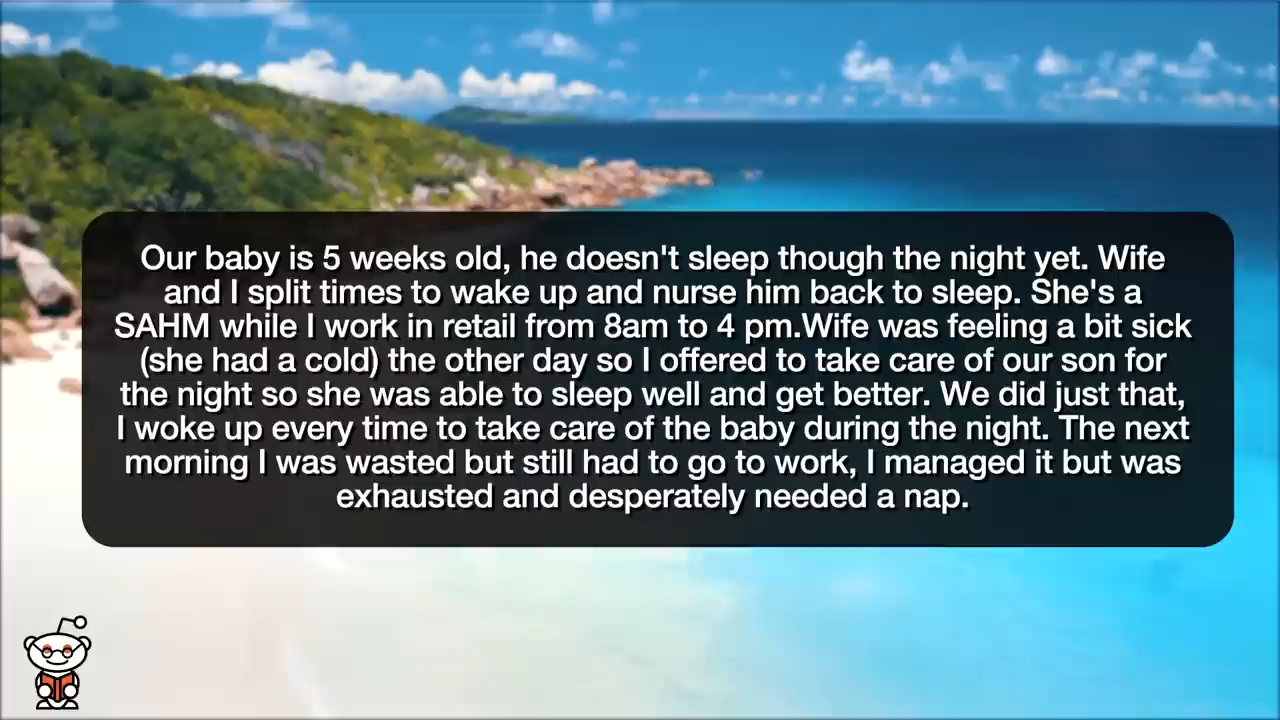 Our baby is 5 weeks old, he doesn't sleep though the night yet. Wife
and I split times to wake up and nurse him back to sleep. She's a
SAHM while I work in retail from 8am to 4 pm.Wife was feeling a bit sick
(she had a cold) the other day so I offered to take care of our son for
the night so she was able to sleep well and get better. We did just that,
I woke up every time to take care of the baby during the night. The next
morning I was wasted but still had to go to work, I managed it but was
exhausted and desperately needed a nap.